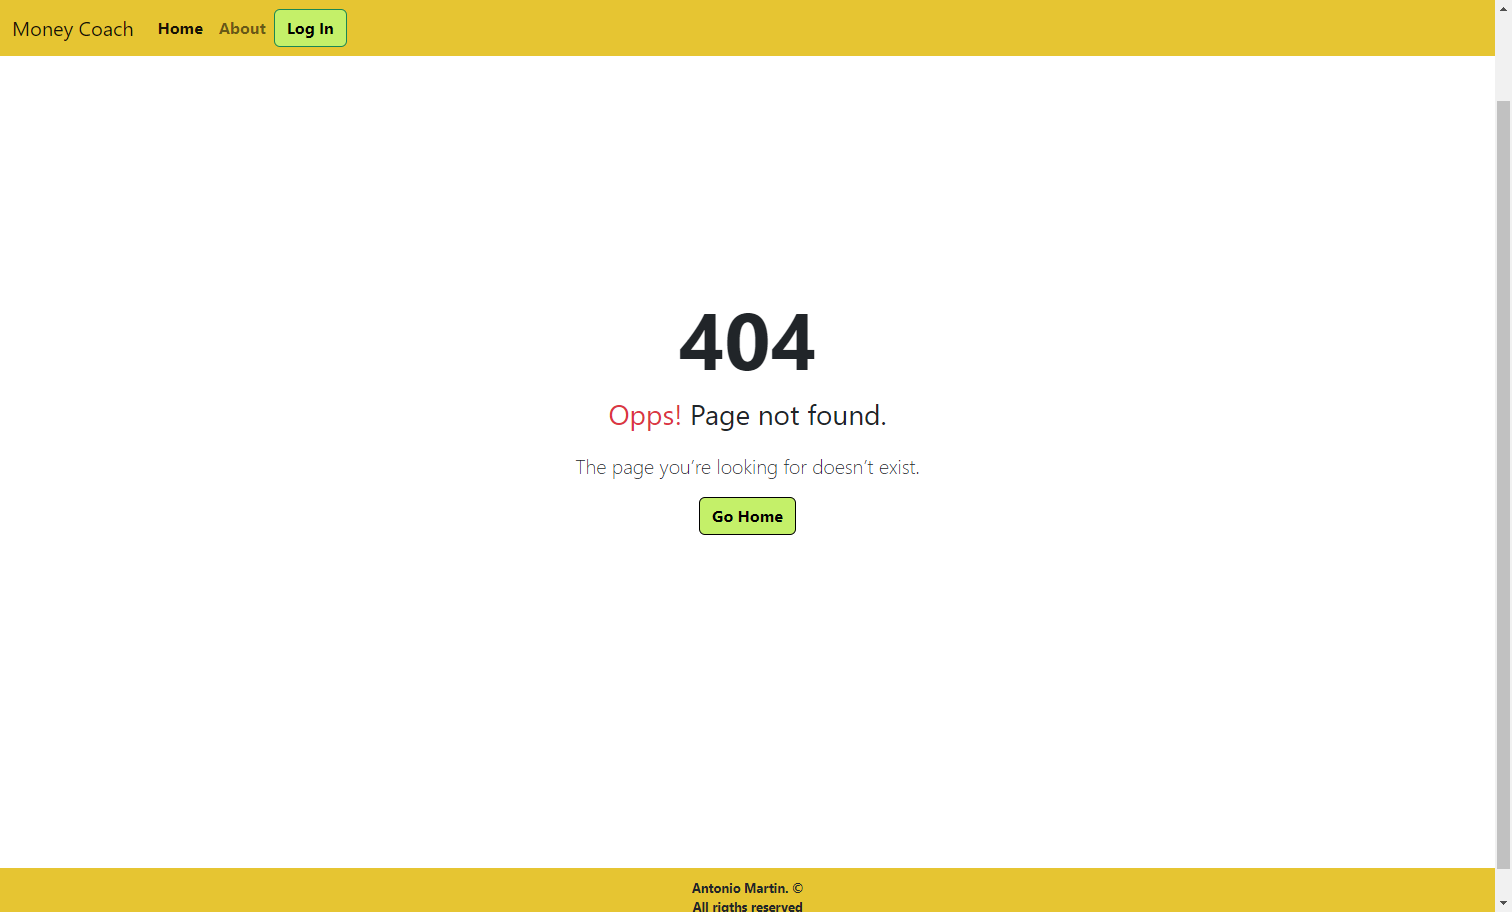 Money Coach Home About Log In
404
Opps! Page not found.
The page you’re looking for doesn’t exist.
Go Home
Antonio Martin. ©
All rigths reserved